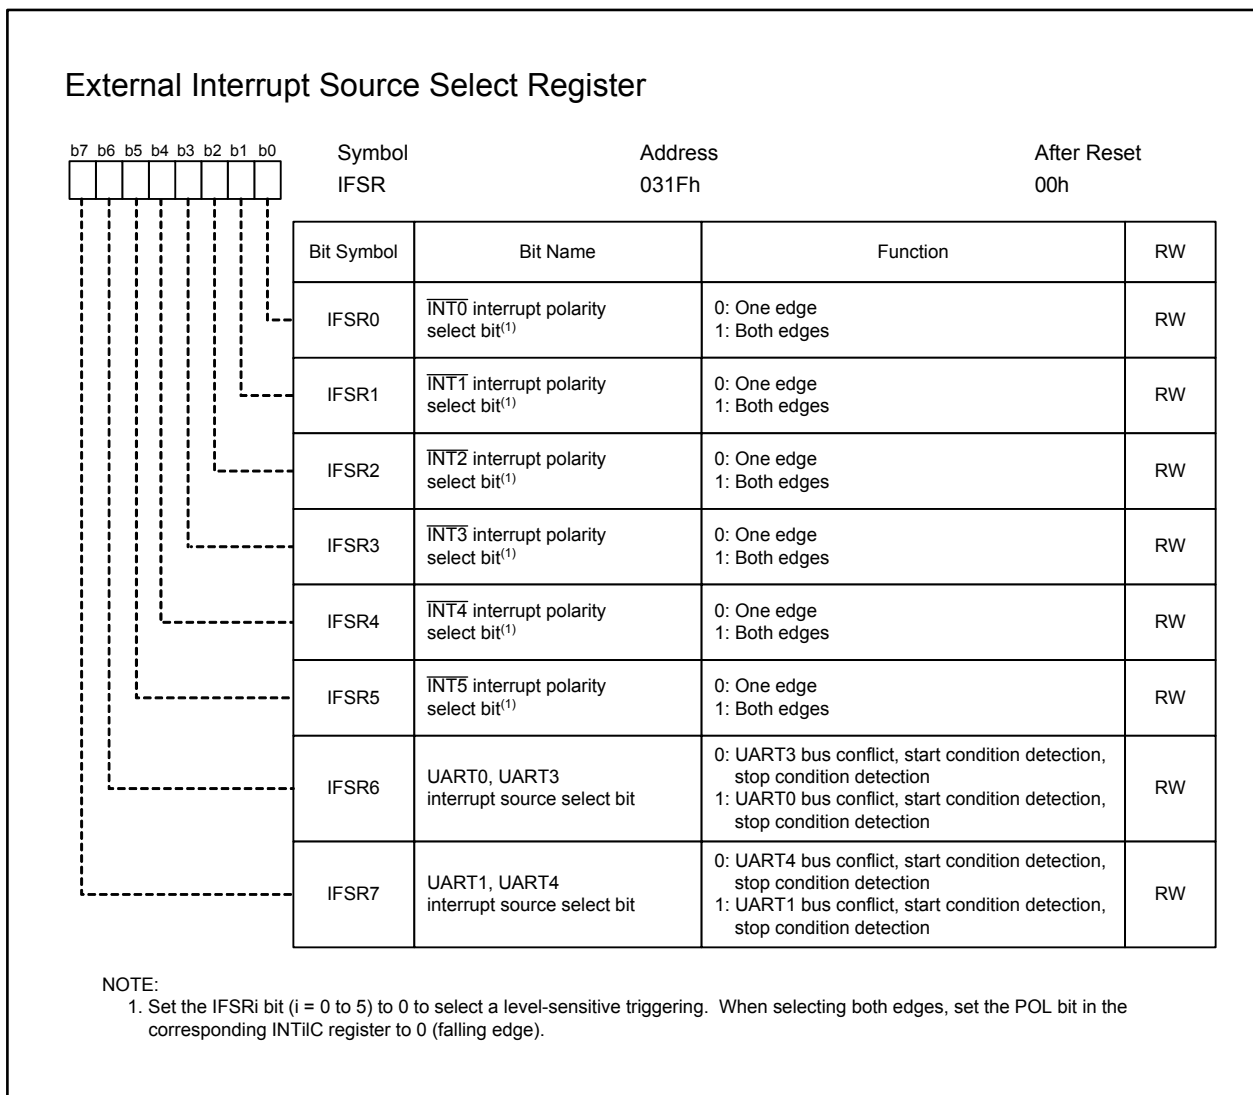 External Interrupt Source Select Register
b7 b6 b5 b4 b3 b2 b1 b0
Symbol Address After Reset
IFSR 031Fh 00h
Bit Symbol Bit Name Function RW
IFSR0 I̅N̅T̅0̅ interrupt polarity select bit(1) 0: One edge RW
1: Both edges
IFSR1 I̅N̅T̅1̅ interrupt polarity select bit(1) 0: One edge RW
1: Both edges
IFSR2 I̅N̅T̅2̅ interrupt polarity select bit(1) 0: One edge RW
1: Both edges
IFSR3 I̅N̅T̅3̅ interrupt polarity select bit(1) 0: One edge RW
1: Both edges
IFSR4 I̅N̅T̅4̅ interrupt polarity select bit(1) 0: One edge RW
1: Both edges
IFSR5 I̅N̅T̅5̅ interrupt polarity select bit(1) 0: One edge RW
1: Both edges
IFSR6 UART0, UART3 interrupt source select bit 0: UART3 bus conflict, start condition detection, RW
stop condition detection
1: UART0 bus conflict, start condition detection,
stop condition detection
IFSR7 UART1, UART4 interrupt source select bit 0: UART4 bus conflict, start condition detection, RW
stop condition detection
1: UART1 bus conflict, start condition detection,
stop condition detection
NOTE:
1. Set the IFSRi bit (i = 0 to 5) to 0 to select a level-sensitive triggering. When selecting both edges, set the POL bit in the
corresponding INTiIC register to 0 (falling edge).